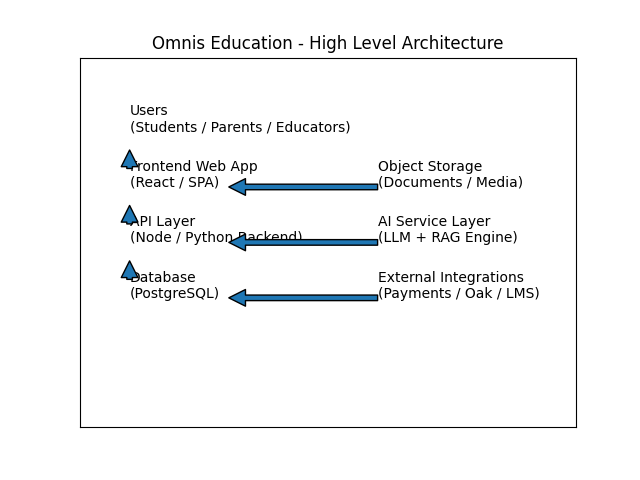 Omnis Education - High Level Architecture
Users
(Students / Parents / Educators)
Frontend Web App
(React / SPA)
Object Storage
(Documents / Media)
API Layer
(Node / Python Backend)
AI Service Layer
(LLM + RAG Engine)
Database
(PostgreSQL)
External Integrations
(Payments / Oak / LMS)